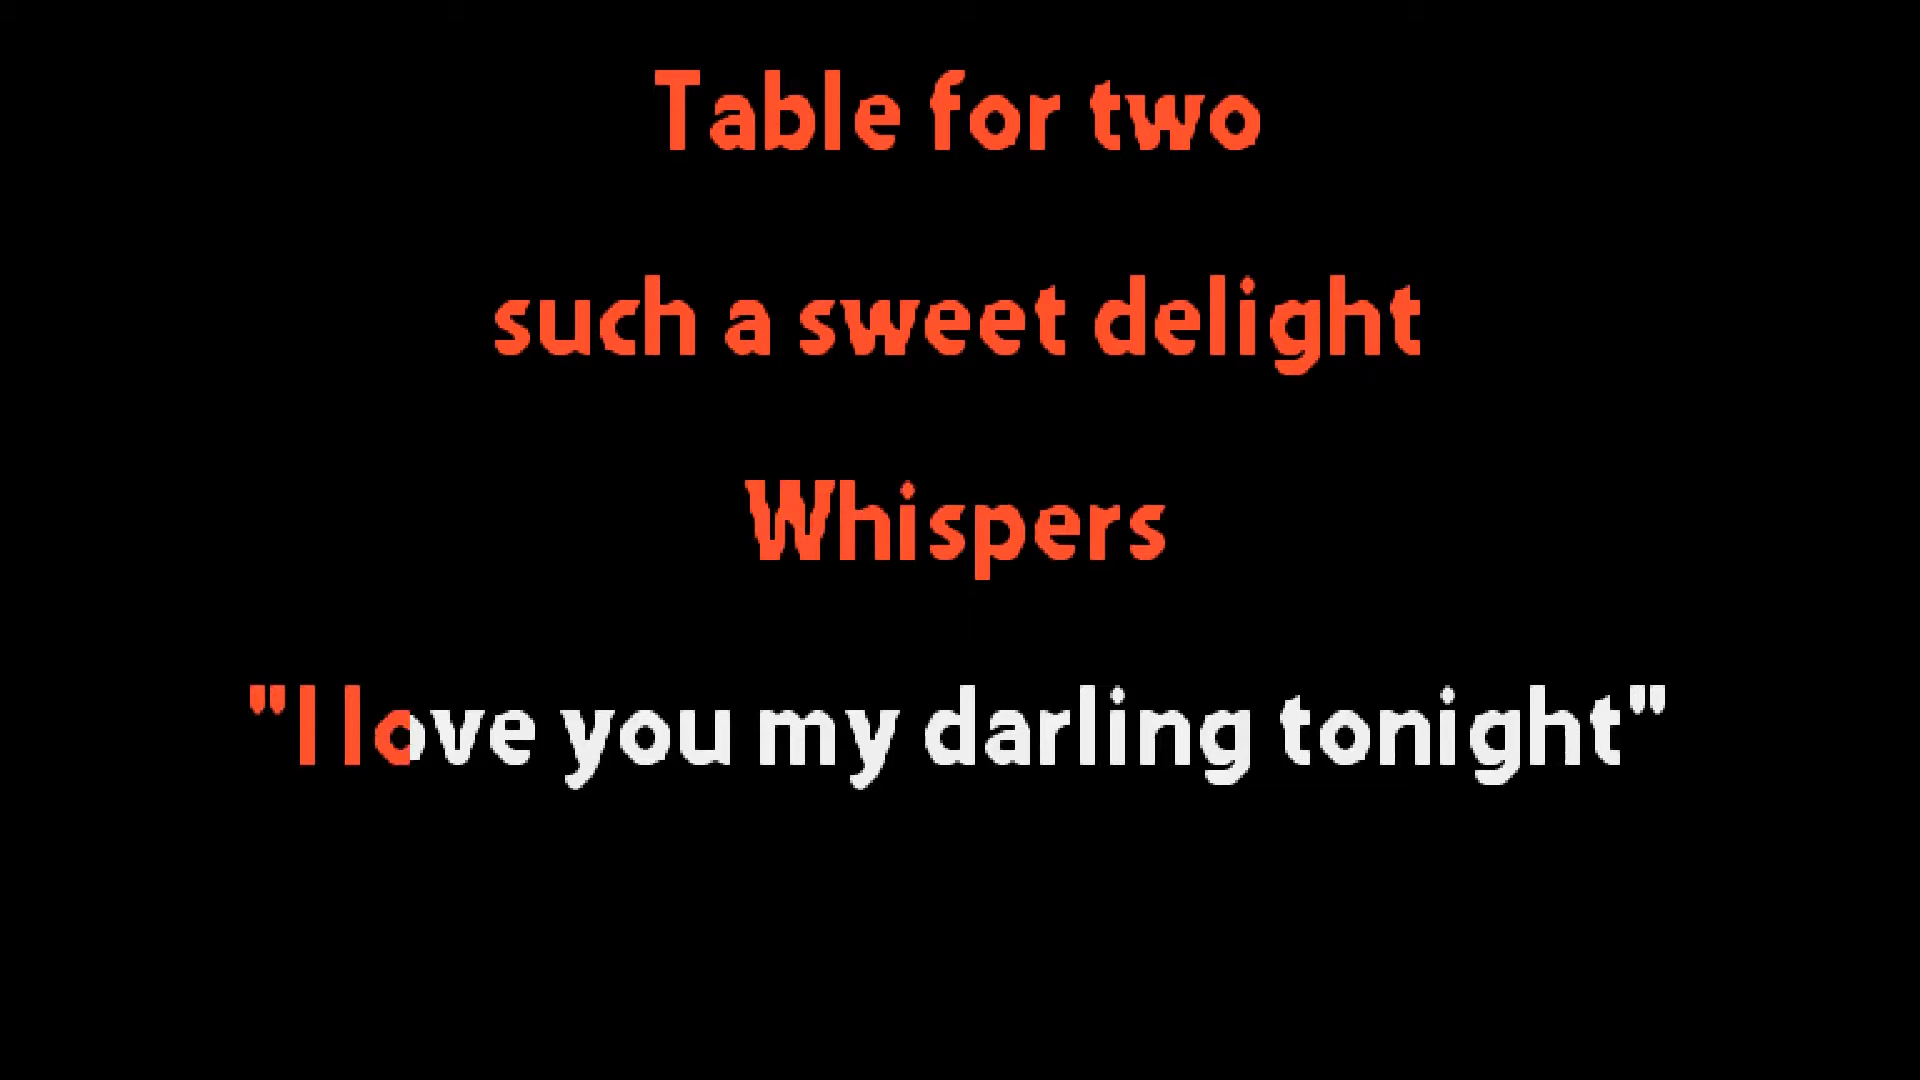 Table for two
such a sweet delight
Whispers
"I love you my darling tonight"